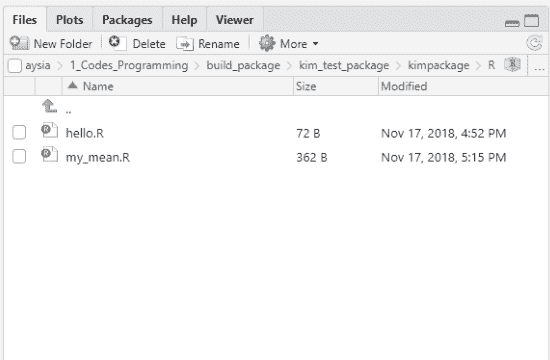 Files Plots Packages Help Viewer
New Folder Delete Rename More
aysia > 1_Codes_Programming > build_package > kim_test_package > kimpackage > R ...
Name Size Modified
..
hello.R 72 B Nov 17, 2018, 4:52 PM
my_mean.R 362 B Nov 17, 2018, 5:15 PM